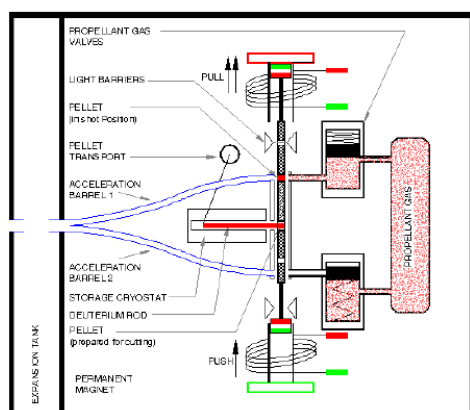 PROPELLANT GAS
VALVES
PULL
LIGHT BARRIERS
PELLET
(in shot Position)
PELLET
TRANSPORT
ACCELERATION
BARREL 1
ACCELERATION
BARREL 2
STORAGE CRYOSTAT
DEUTERIUM ROD
PELLET
(prepared for cutting)
PUSH
PERMANENT
MAGNET
EXPANSION TANK
PROPELLANT GAS